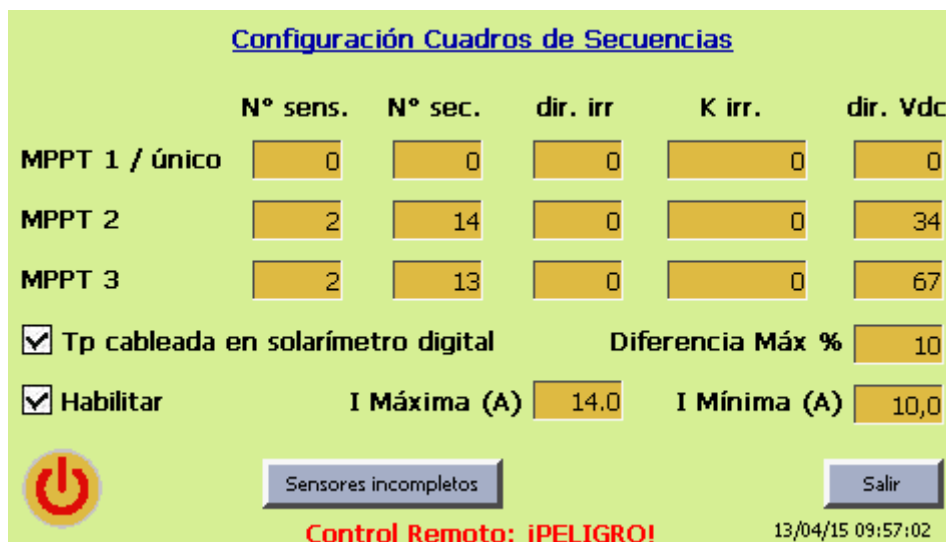 Configuración Cuadros de Secuencias
Nº sens. Nº sec. dir. irr K irr. dir. Vdc
MPPT 1 / único 0 0 0 0 0
MPPT 2 2 14 0 0 34
MPPT 3 2 13 0 0 67
Tp cableada en solarímetro digital Diferencia Máx % 10
Habilitar I Máxima (A) 14.0 I Mínima (A) 10,0
Sensores incompletos Salir
Control Remoto: ¡PELIGRO! 13/04/15 09:57:02